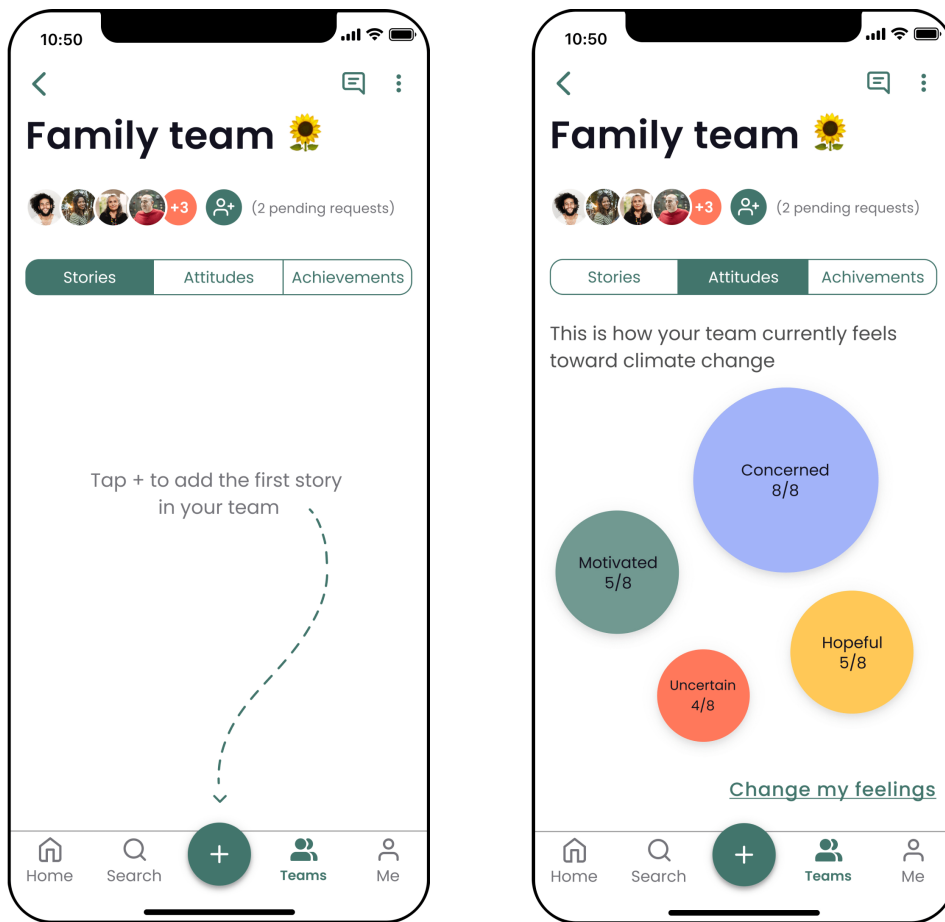 10:50
Family team 🌻
+3
(2 pending requests)
Stories
Attitudes
Achievements
Tap + to add the first story
in your team
+
Home
Search
Teams
Me
10:50
Family team 🌻
+3
(2 pending requests)
Stories
Attitudes
Achivements
This is how your team currently feels
toward climate change
Concerned
8/8
Motivated
5/8
Hopeful
5/8
Uncertain
4/8
Change my feelings
+
Home
Search
Teams
Me